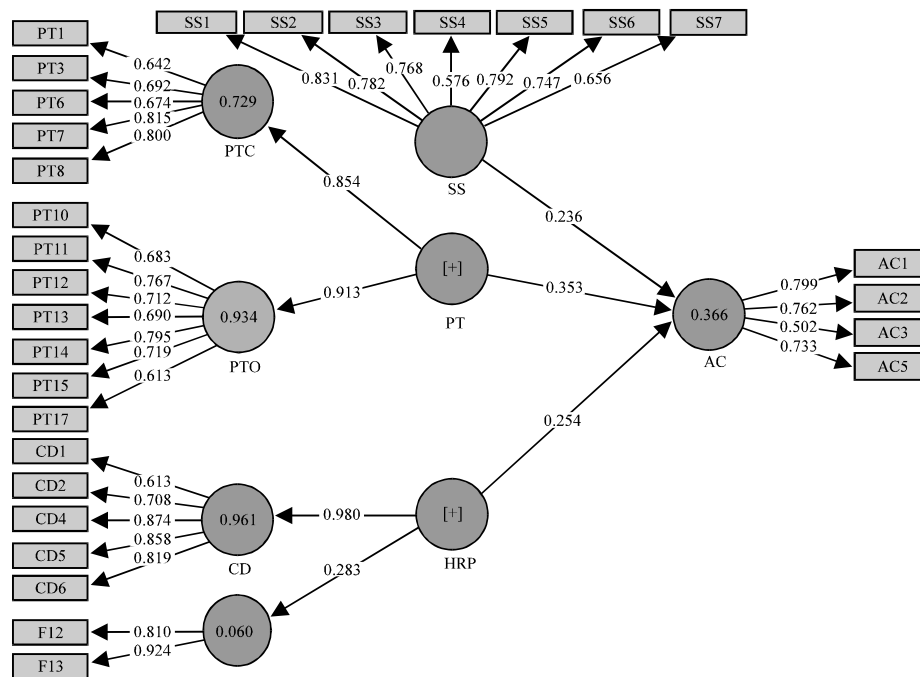 SS1 SS2 SS3 SS4 SS5 SS6 SS7
0.831 0.782 0.768 0.576 0.792 0.747 0.656
SS
PT1
PT3
PT6
PT7
PT8
0.642
0.692
0.674
0.815
0.800
0.729
PTC
0.854
0.236
PT10
PT11
PT12
PT13
PT14
PT15
PT17
0.683
0.767
0.712
0.690
0.795
0.719
0.613
0.934
PTO
0.913
[+]
PT
0.353
0.366
AC
0.799
0.762
0.502
0.733
AC1
AC2
AC3
AC5
0.254
CD1
CD2
CD4
CD5
CD6
0.613
0.708
0.874
0.858
0.819
0.961
CD
0.980
[+]
HRP
0.283
F12
F13
0.810
0.924
0.060